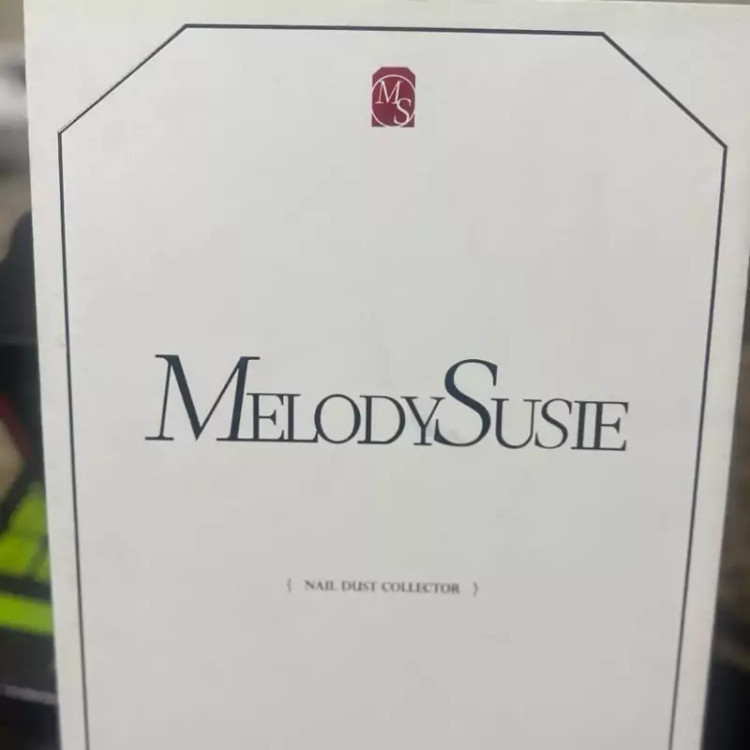 MS
MELODYSUSIE
{ NAIL DUST COLLECTOR }